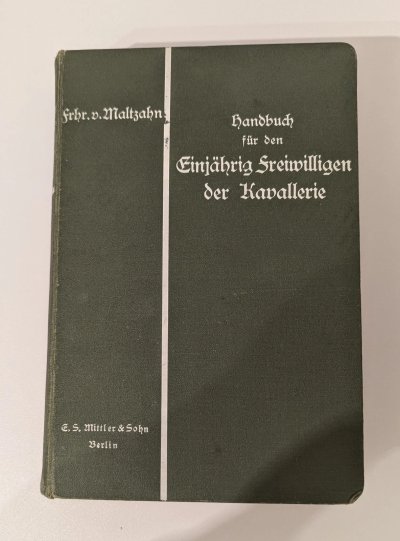 Frhr. v. Maltzahn:
Handbuch
für den
Einjährig Freiwilligen
der Kavallerie
E. S. Mittler & Sohn
Berlin